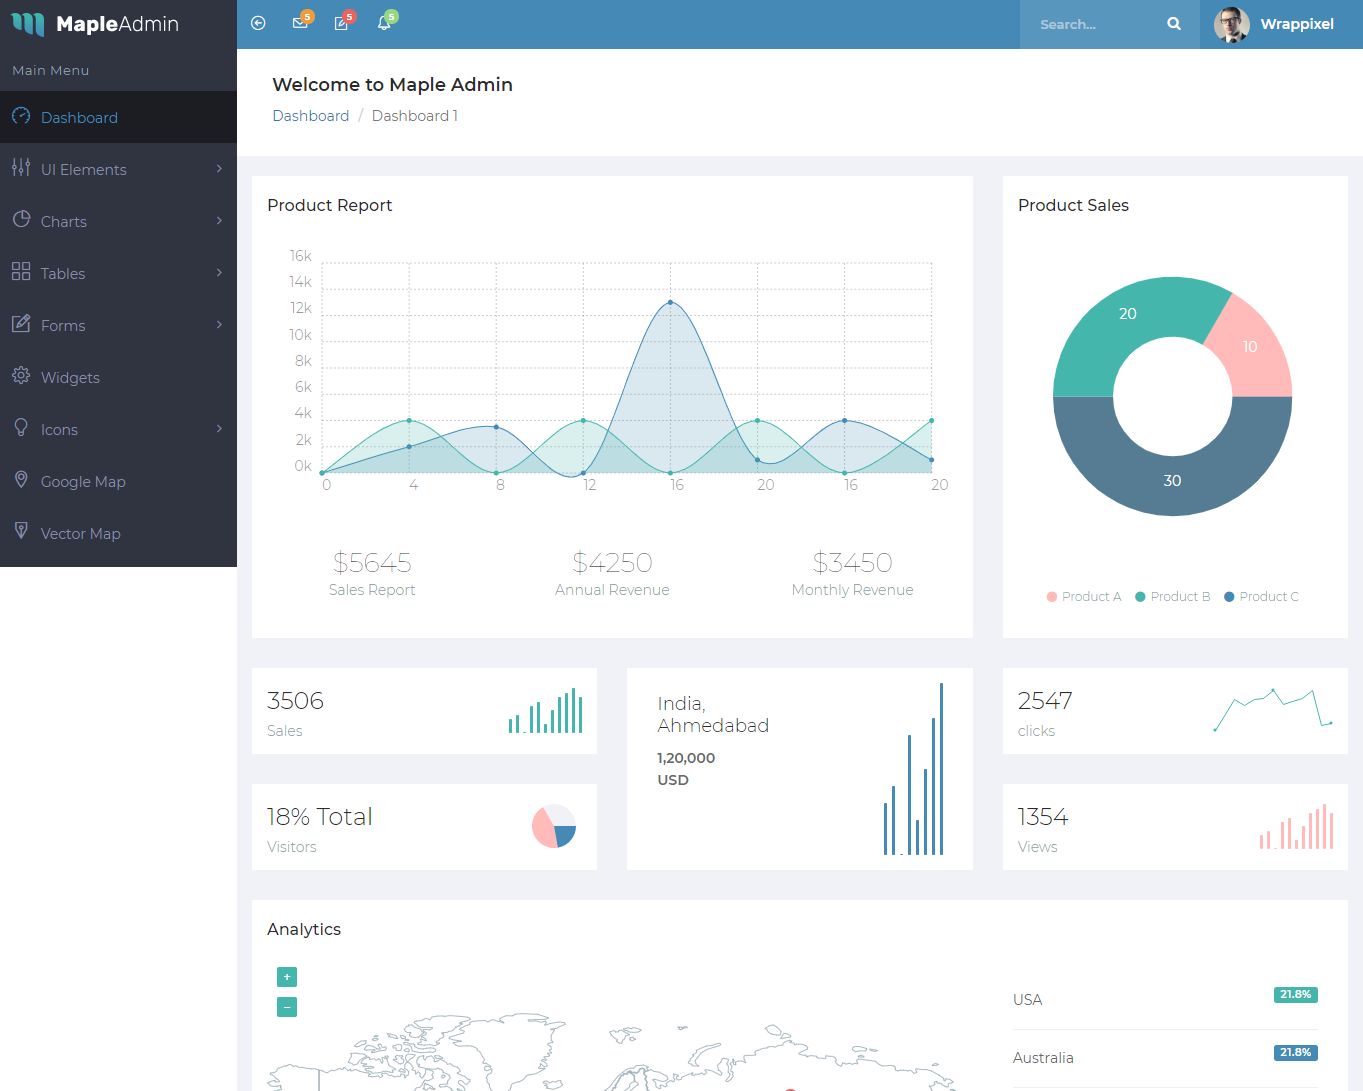 MapleAdmin
5
5
5
Search...
Wrappixel
Main Menu
Dashboard
UI Elements
Charts
Tables
Forms
Widgets
Icons
Google Map
Vector Map
Welcome to Maple Admin
Dashboard / Dashboard 1
Product Report
16k
14k
12k
10k
8k
6k
4k
2k
0k
0 4 8 12 16 20 16 20
$5645
Sales Report
$4250
Annual Revenue
$3450
Monthly Revenue
Product Sales
20
10
30
Product A Product B Product C
3506
Sales
18% Total
Visitors
India,
Ahmedabad
1,20,000
USD
2547
clicks
1354
Views
Analytics
+
−
USA 21.8%
Australia 21.8%